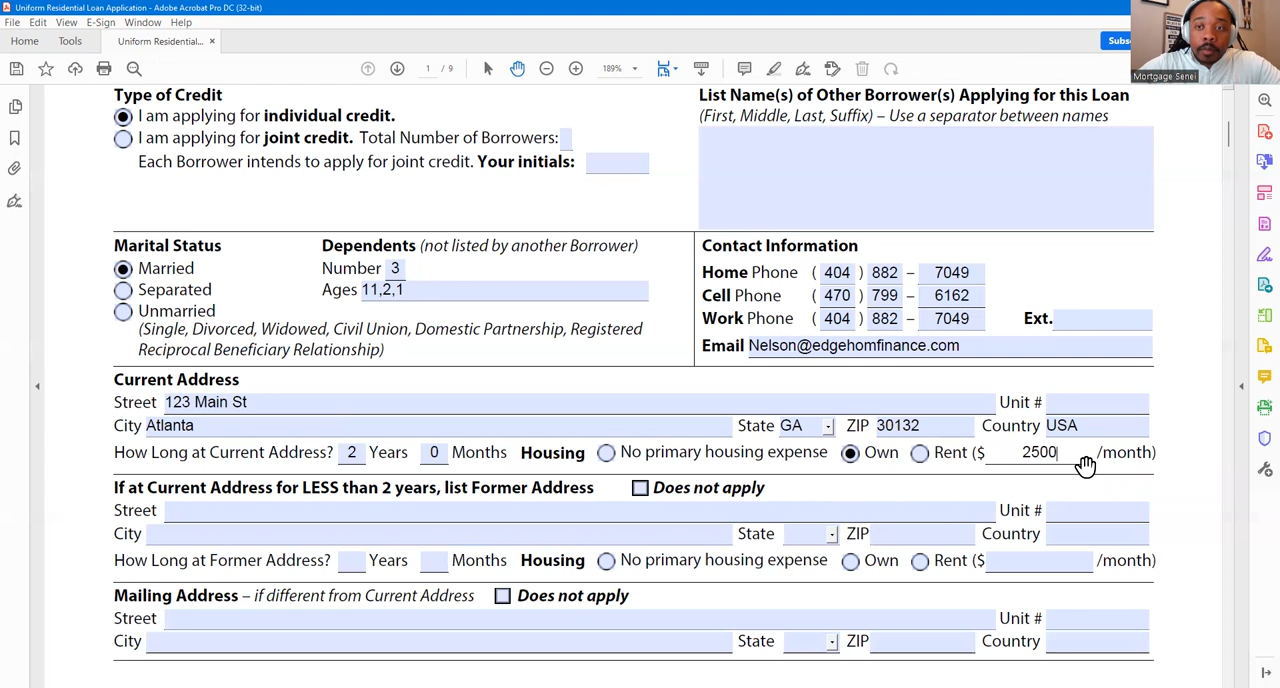 Uniform Residential Loan Application - Adobe Acrobat Pro DC (32-bit)
File Edit View E-Sign Window Help
Home Tools Uniform Residential... × Subs
1 / 9 189%
Mortgage Sensi
Type of Credit
I am applying for individual credit.
I am applying for joint credit. Total Number of Borrowers:
Each Borrower intends to apply for joint credit. Your initials:
List Name(s) of Other Borrower(s) Applying for this Loan
(First, Middle, Last, Suffix) – Use a separator between names
Marital Status
Married
Separated
Unmarried
(Single, Divorced, Widowed, Civil Union, Domestic Partnership, Registered
Reciprocal Beneficiary Relationship)
Dependents (not listed by another Borrower)
Number 3
Ages 11,2,1
Contact Information
Home Phone ( 404 ) 882 – 7049
Cell Phone ( 470 ) 799 – 6162
Work Phone ( 404 ) 882 – 7049 Ext.
Email Nelson@edgehomfinance.com
Current Address
Street 123 Main St Unit #
City Atlanta State GA ZIP 30132 Country USA
How Long at Current Address? 2 Years 0 Months Housing No primary housing expense Own Rent ($ 2500 /month)
If at Current Address for LESS than 2 years, list Former Address Does not apply
Street Unit #
City State ZIP Country
How Long at Former Address? Years Months Housing No primary housing expense Own Rent ($ /month)
Mailing Address – if different from Current Address Does not apply
Street Unit #
City State ZIP Country